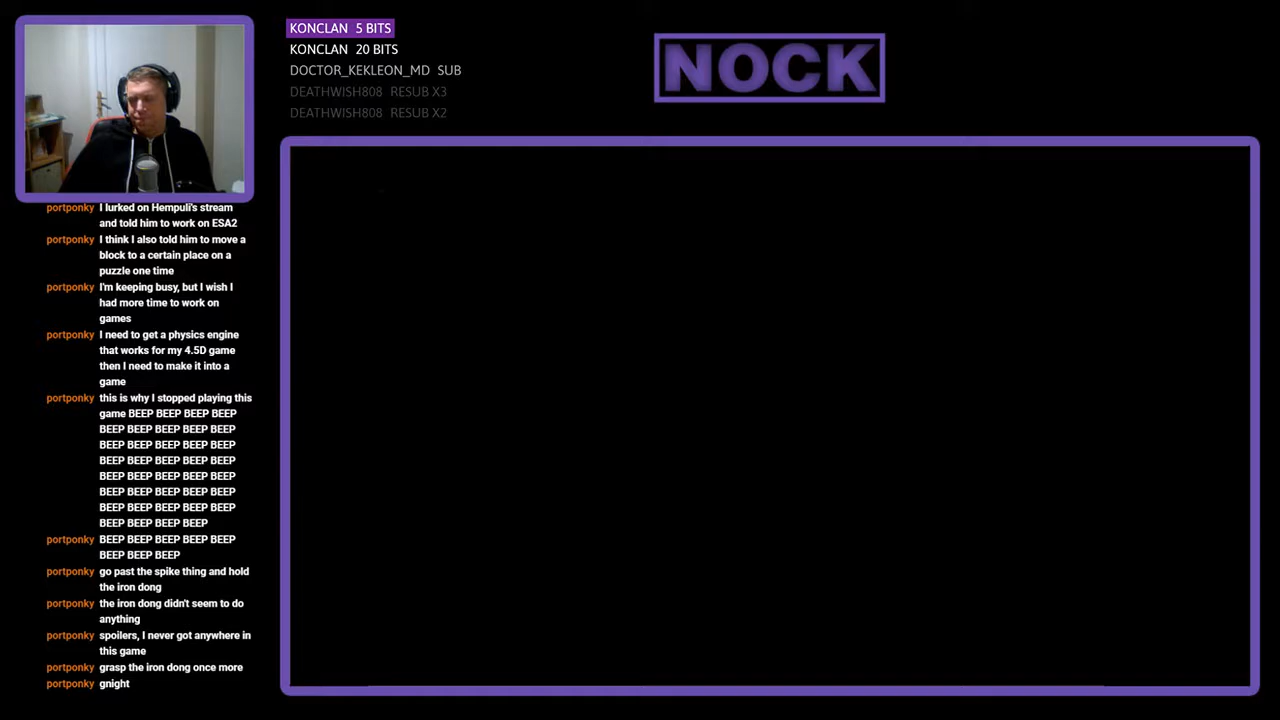 KONCLAN 5 BITS
KONCLAN 20 BITS
DOCTOR_KEKLEON_MD SUB
DEATHWISH808 RESUB X3
DEATHWISH808 RESUB X2
NOCK
portponky I lurked on Hempuli's stream
and told him to work on ESA2
portponky I think I also told him to move a
block to a certain place on a
puzzle one time
portponky I'm keeping busy, but I wish I
had more time to work on
games
portponky I need to get a physics engine
that works for my 4.5D game
then I need to make it into a
game
portponky this is why I stopped playing this
game BEEP BEEP BEEP BEEP
BEEP BEEP BEEP BEEP BEEP
BEEP BEEP BEEP BEEP BEEP
BEEP BEEP BEEP BEEP BEEP
BEEP BEEP BEEP BEEP BEEP
BEEP BEEP BEEP BEEP BEEP
BEEP BEEP BEEP BEEP BEEP
BEEP BEEP BEEP BEEP
portponky BEEP BEEP BEEP BEEP BEEP
BEEP BEEP BEEP
portponky go past the spike thing and hold
the iron dong
portponky the iron dong didn't seem to do
anything
portponky spoilers, I never got anywhere in
this game
portponky grasp the iron dong once more
portponky gnight